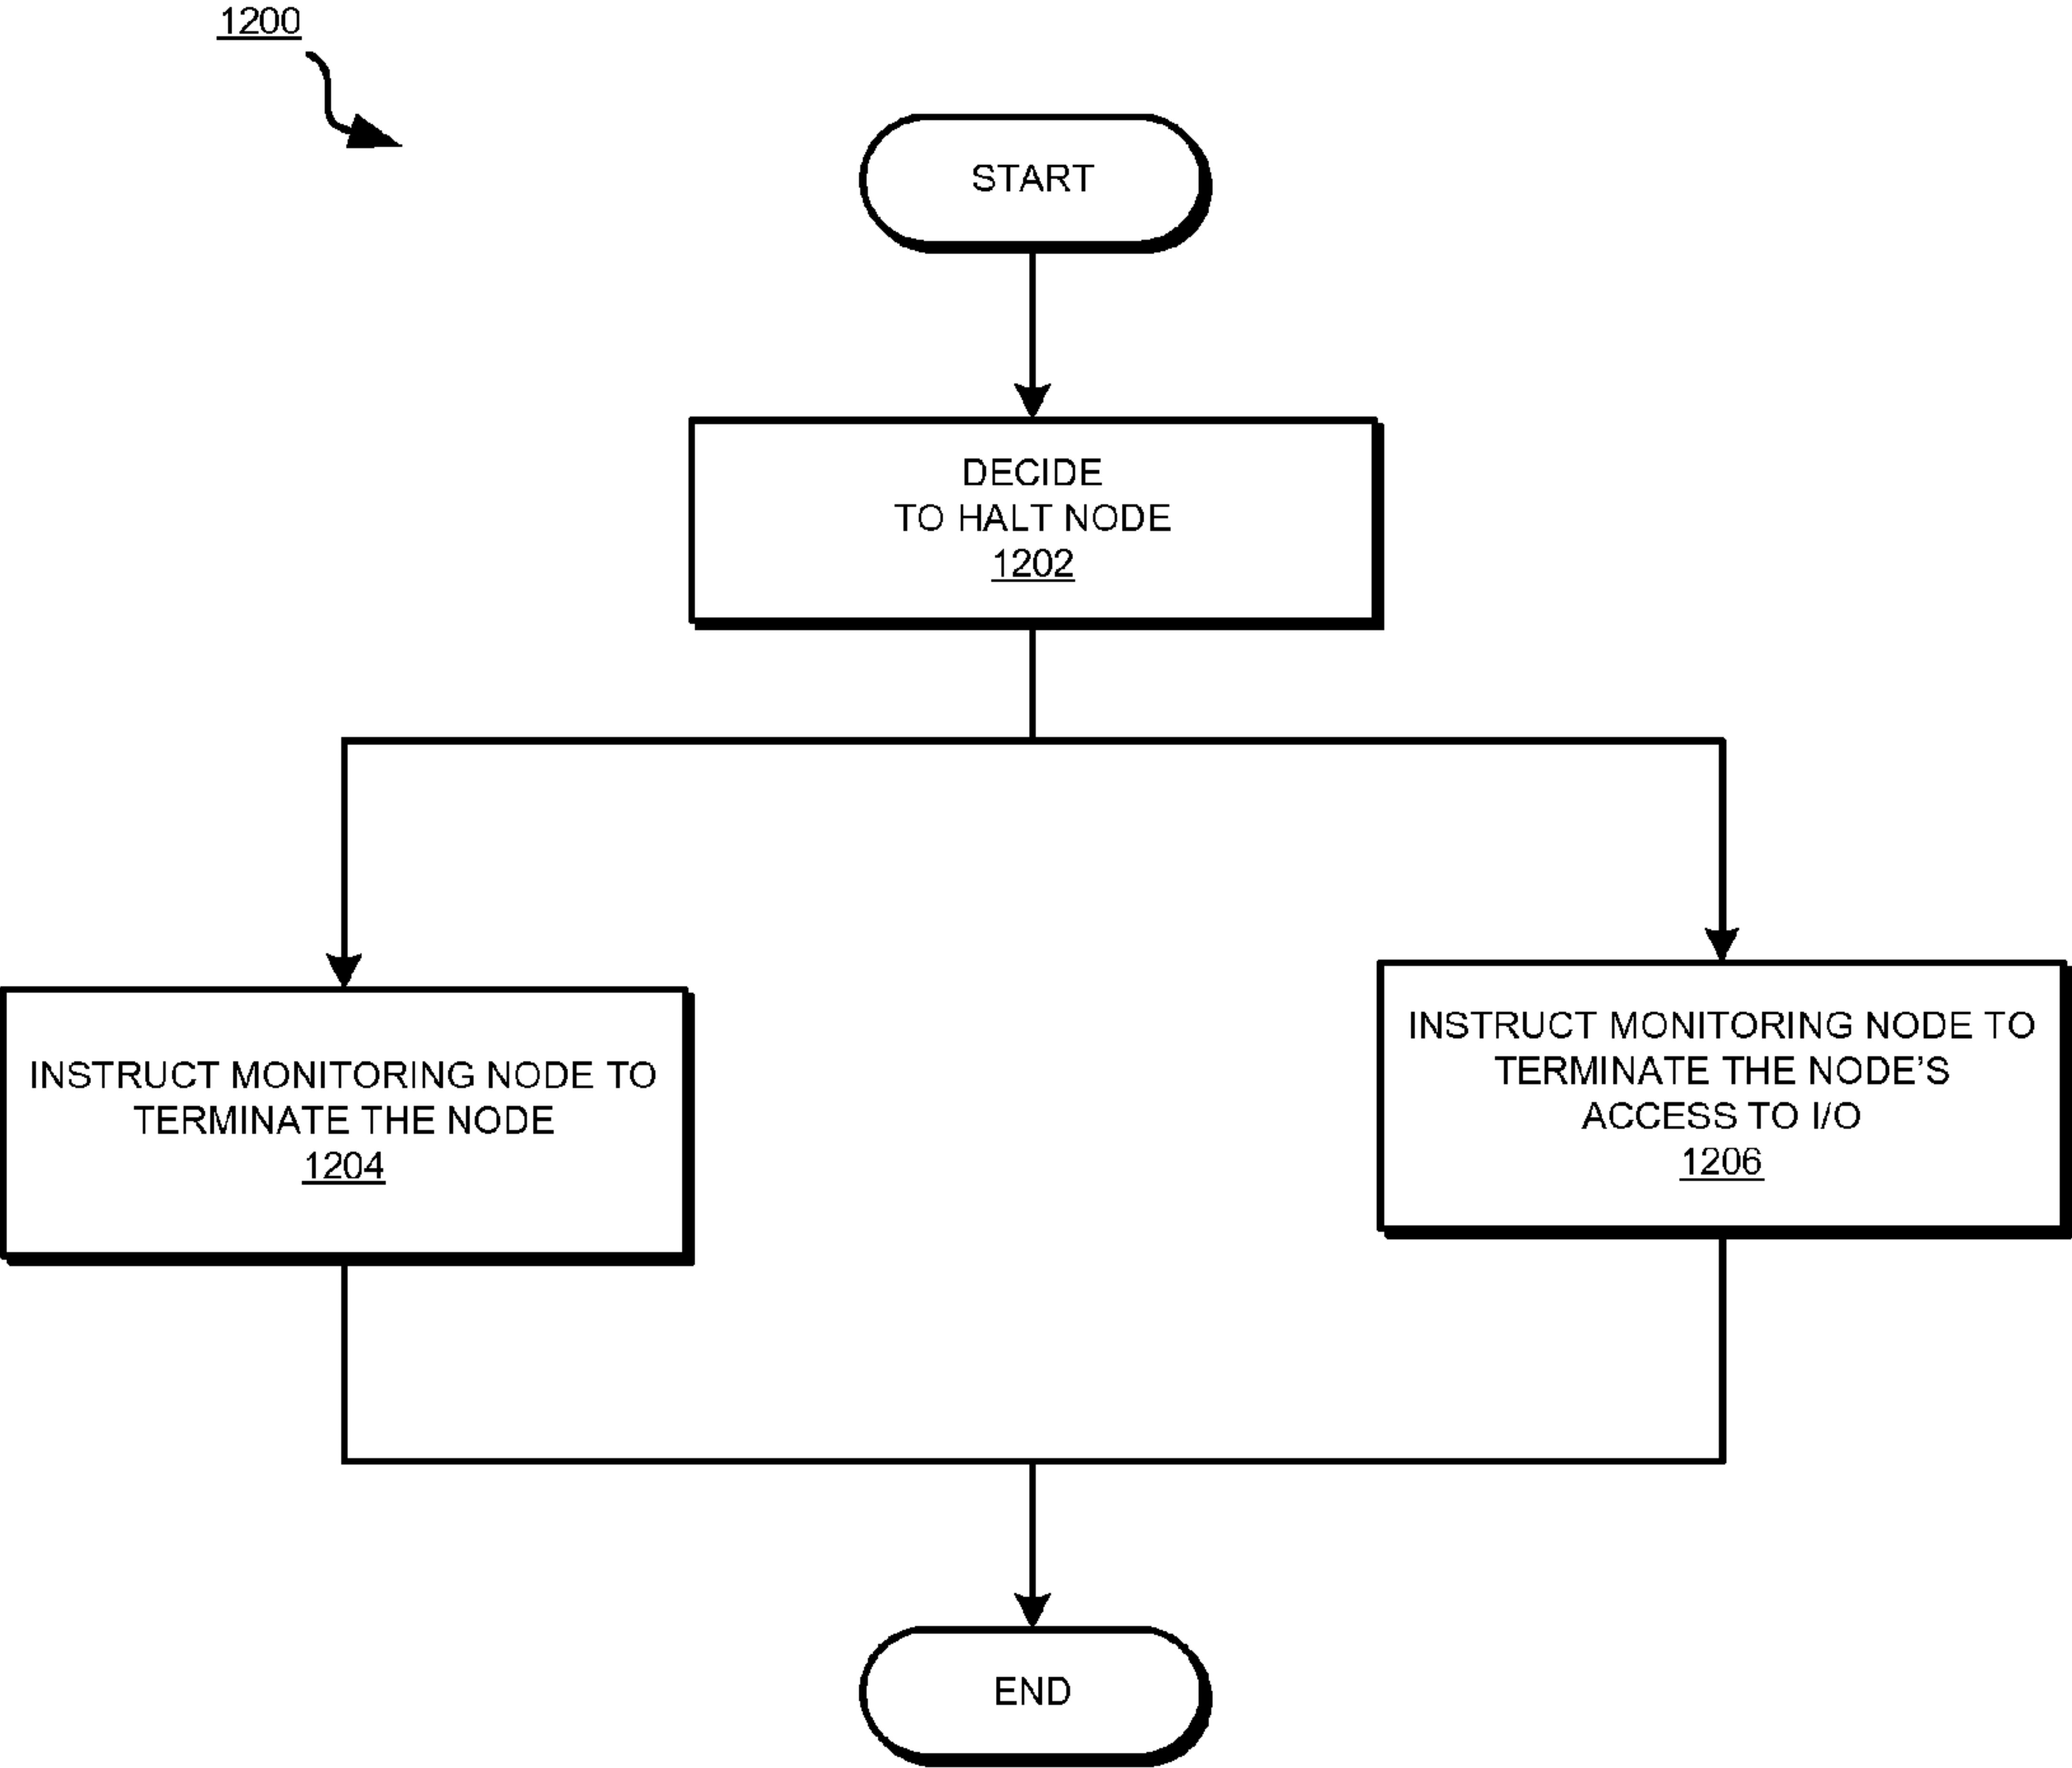 1200
START
DECIDE
TO HALT NODE
1202
INSTRUCT MONITORING NODE TO
TERMINATE THE NODE
1204
INSTRUCT MONITORING NODE TO
TERMINATE THE NODE'S
ACCESS TO I/O
1206
END